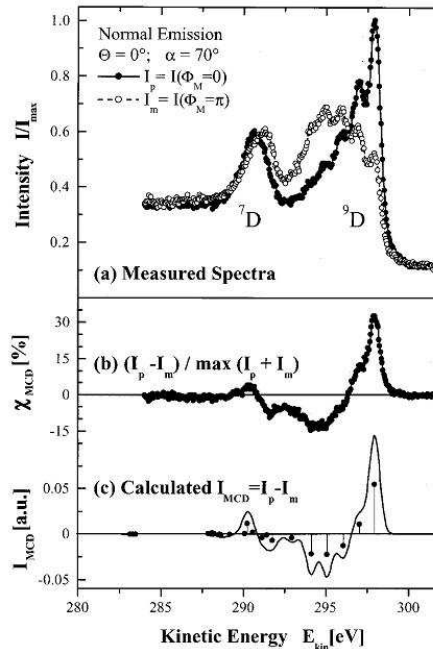 Normal Emission
Θ = 0°; α = 70°
I_p = I(Φ_M=0)
I_m = I(Φ_M=π)
Intensity I/I_max
1.0
0.8
0.6
0.4
0.2
⁷D
⁹D
(a) Measured Spectra
χ_MCD [%]
30
15
0
-15
(b) (I_p -I_m) / max (I_p + I_m)
I_MCD [a.u.]
0.05
0
-0.05
(c) Calculated I_MCD=I_p-I_m
280 285 290 295 300
Kinetic Energy E_kin[eV]